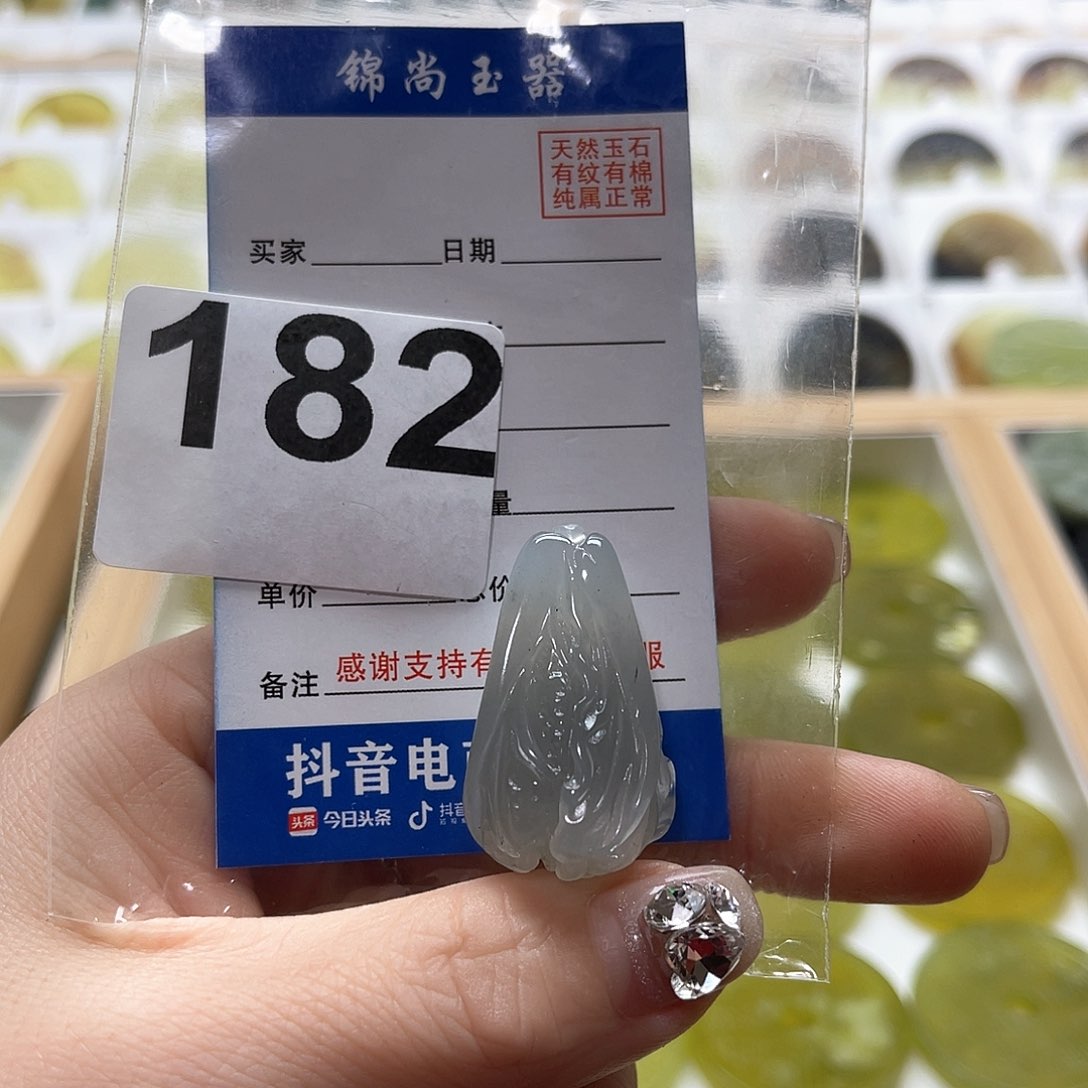 锦尚玉器
天然玉石
有纹有棉
纯属正常
买家 日期
182
量
单价 价
备注 感谢支持有 服
抖音电
头条 今日头条 抖音